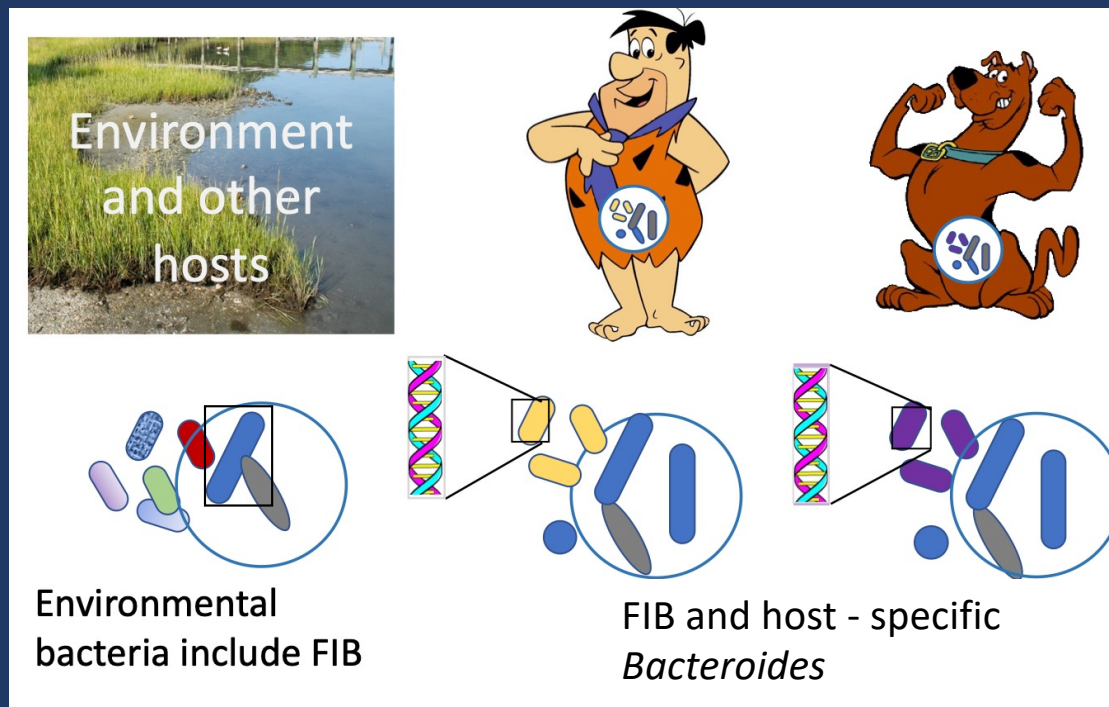 Environment
and other
hosts
Environmental
bacteria include FIB
FIB and host - specific
Bacteroides